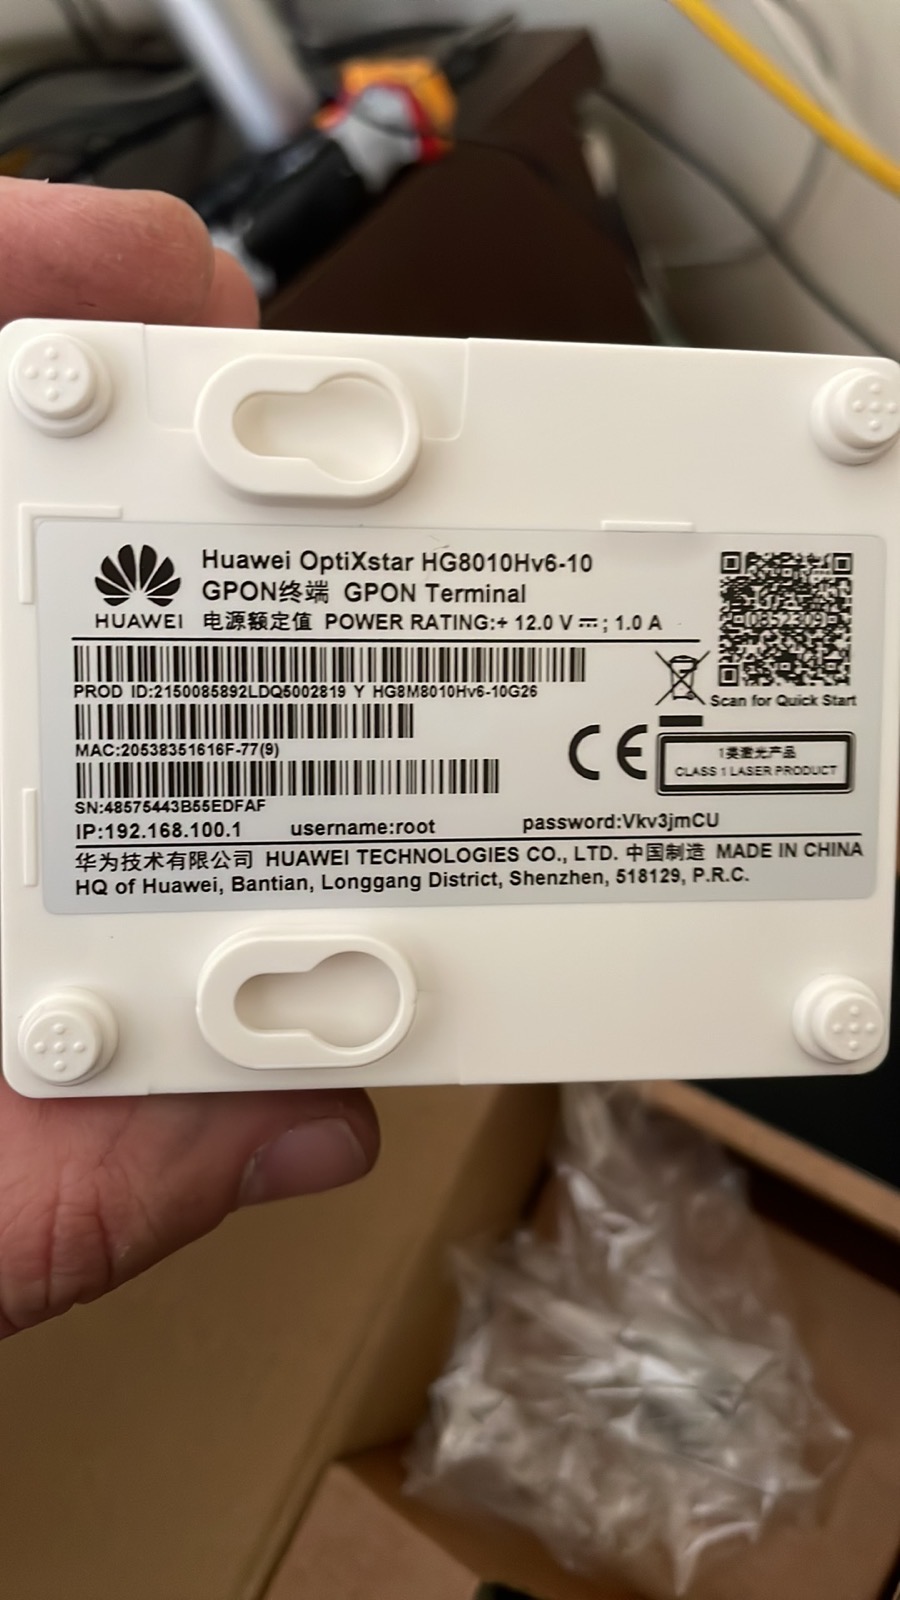 Huawei OptiXstar HG8010Hv6-10
GPON终端 GPON Terminal
HUAWEI
电源额定值 POWER RATING:+ 12.0 V ⎓; 1.0 A
(0852309)
PROD ID:2150085892LDQ5002819 Y HG8M8010Hv6-10G26
Scan for Quick Start
MAC:20538351616F-77(9)
1类激光产品
CLASS 1 LASER PRODUCT
CE
SN:48575443B55EDFAF
IP:192.168.100.1 username:root password:Vkv3jmCU
华为技术有限公司 HUAWEI TECHNOLOGIES CO., LTD. 中国制造 MADE IN CHINA
HQ of Huawei, Bantian, Longgang District, Shenzhen, 518129, P.R.C.